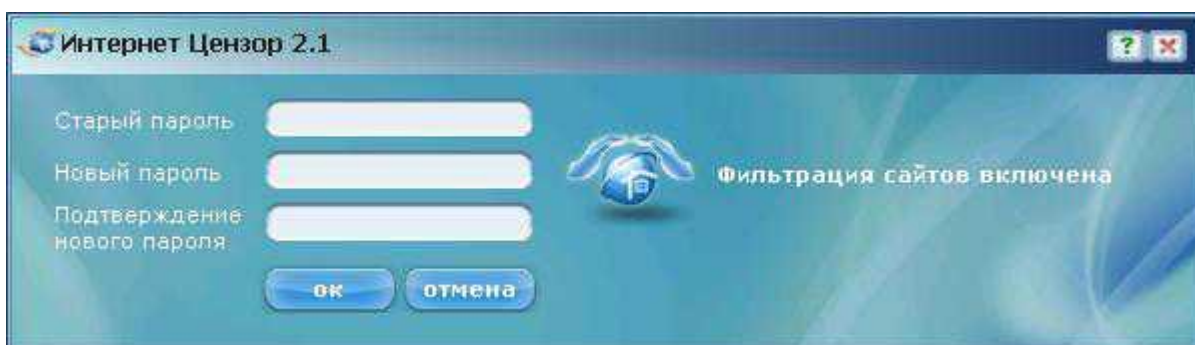 Интернет Цензор 2.1
?
Старый пароль
Новый пароль
Подтверждение
нового пароля
Фильтрация сайтов включена
ок
отмена